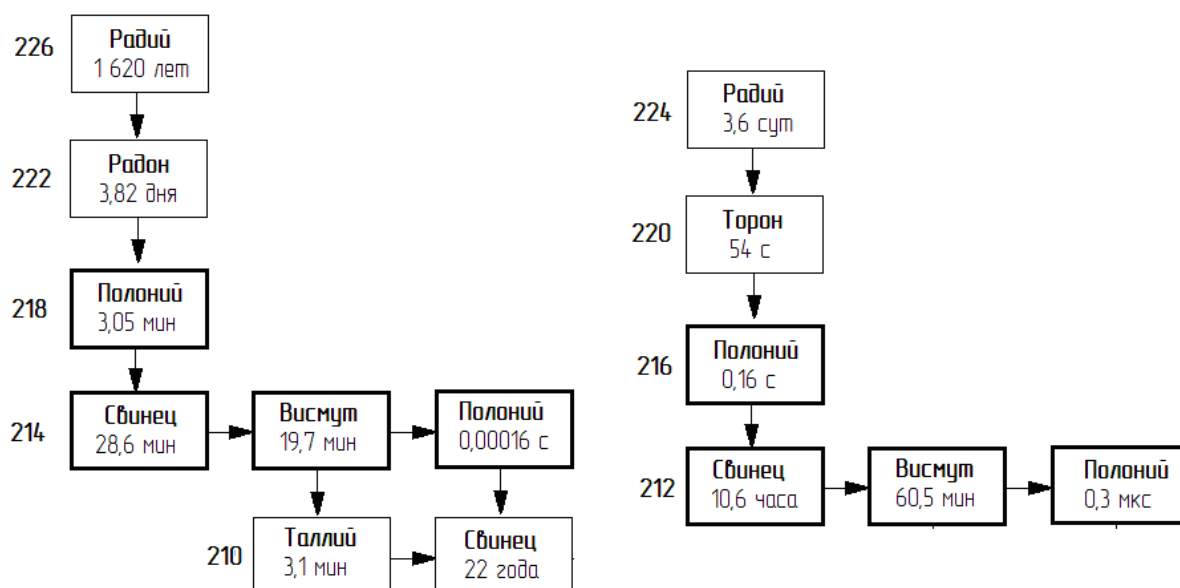 226
Радий
1 620 лет
222
Радон
3,82 дня
218
Полоний
3,05 мин
214
Свинец
28,6 мин
Висмут
19,7 мин
Полоний
0,00016 с
210
Таллий
3,1 мин
Свинец
22 года
224
Радий
3,6 сут
220
Торон
54 с
216
Полоний
0,16 с
212
Свинец
10,6 часа
Висмут
60,5 мин
Полоний
0,3 мкс